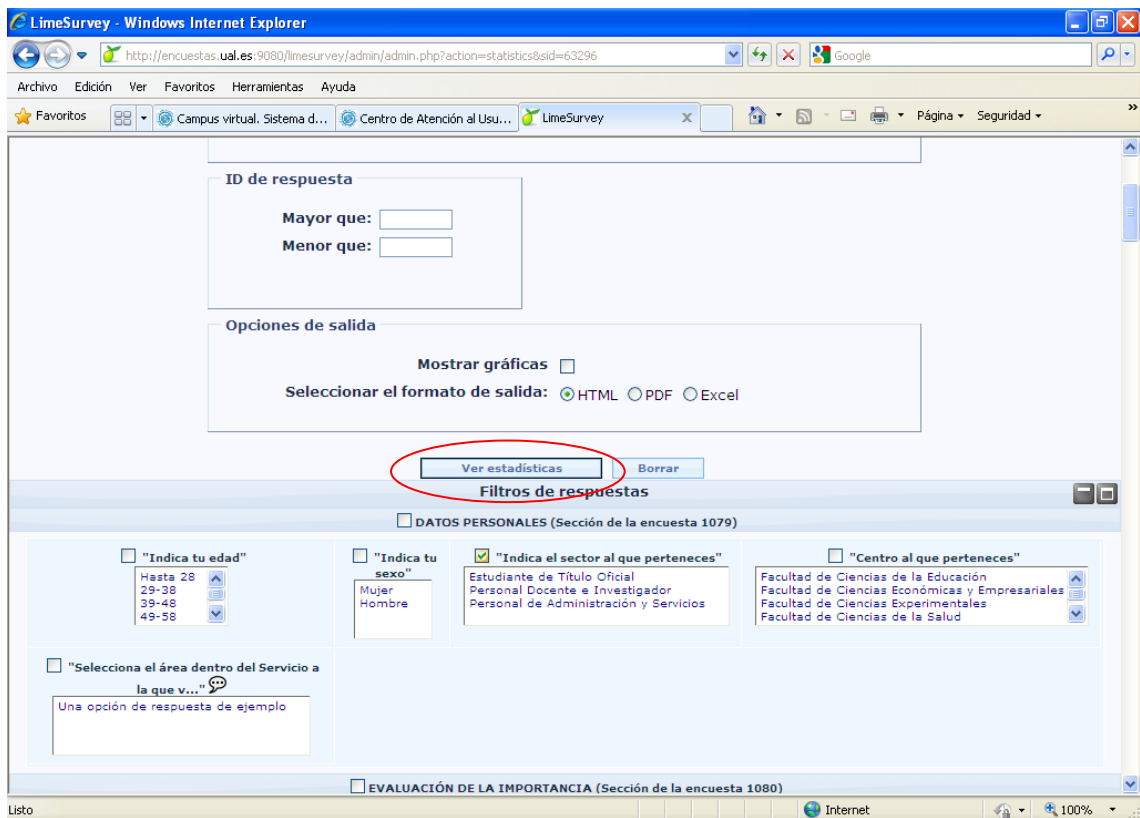 LimeSurvey - Windows Internet Explorer
http://encuestas.ual.es:9080/limesurvey/admin/admin.php?action=statistics&sid=63296
Google
Archivo Edición Ver Favoritos Herramientas Ayuda
Favoritos Campus virtual. Sistema d... Centro de Atención al Usu... LimeSurvey X Página Seguridad »
ID de respuesta
Mayor que:
Menor que:
Opciones de salida
Mostrar gráficas
Seleccionar el formato de salida: HTML PDF Excel
Ver estadísticas Borrar
Filtros de respuestas
DATOS PERSONALES (Sección de la encuesta 1079)
"Indica tu edad"
Hasta 28
29-38
39-48
49-58
"Indica tu
sexo"
Mujer
Hombre
"Indica el sector al que perteneces"
Estudiante de Título Oficial
Personal Docente e Investigador
Personal de Administración y Servicios
"Centro al que perteneces"
Facultad de Ciencias de la Educación
Facultad de Ciencias Económicas y Empresariales
Facultad de Ciencias Experimentales
Facultad de Ciencias de la Salud
"Selecciona el área dentro del Servicio a
la que v..."
Una opción de respuesta de ejemplo
EVALUACIÓN DE LA IMPORTANCIA (Sección de la encuesta 1080)
Listo Internet 100%